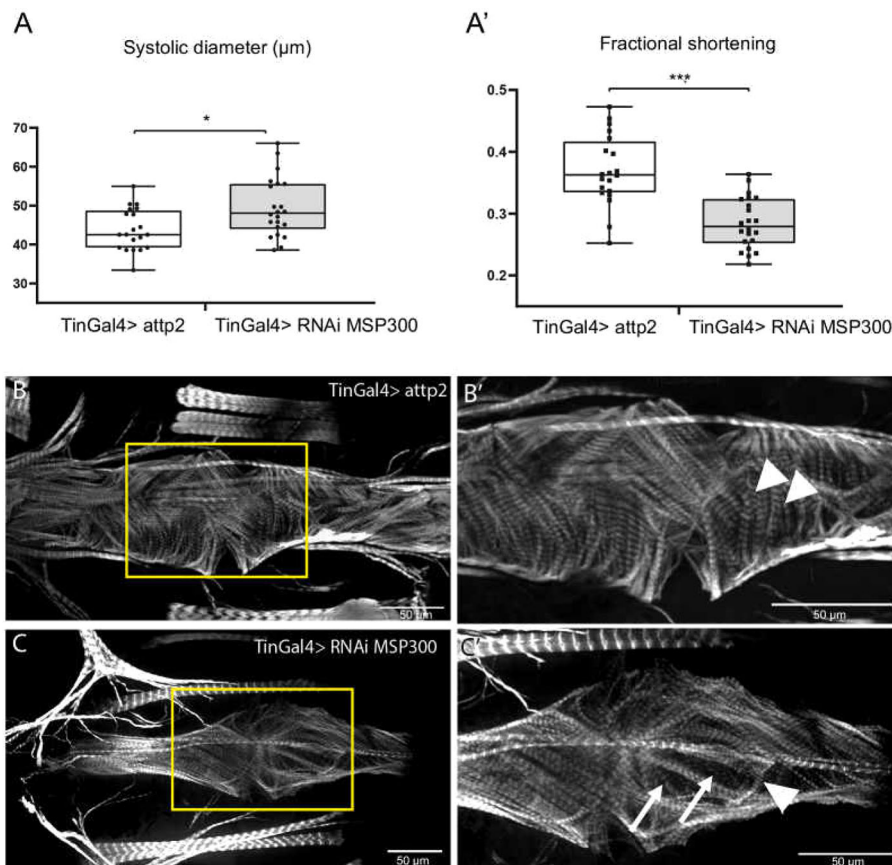 A
Systolic diameter (µm)
*
70
60
50
40
30
TinGal4> attp2
TinGal4> RNAi MSP300
A’
Fractional shortening
***
0.5
0.4
0.3
0.2
TinGal4> attp2
TinGal4> RNAi MSP300
B
TinGal4> attp2
50 µm
B’
50 µm
C
TinGal4> RNAi MSP300
50 µm
C’
50 µm